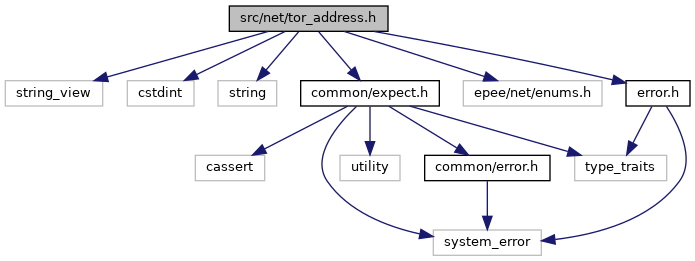 src/net/tor_address.h
string_view
cstdint
string
common/expect.h
epee/net/enums.h
error.h
cassert
utility
common/error.h
type_traits
system_error